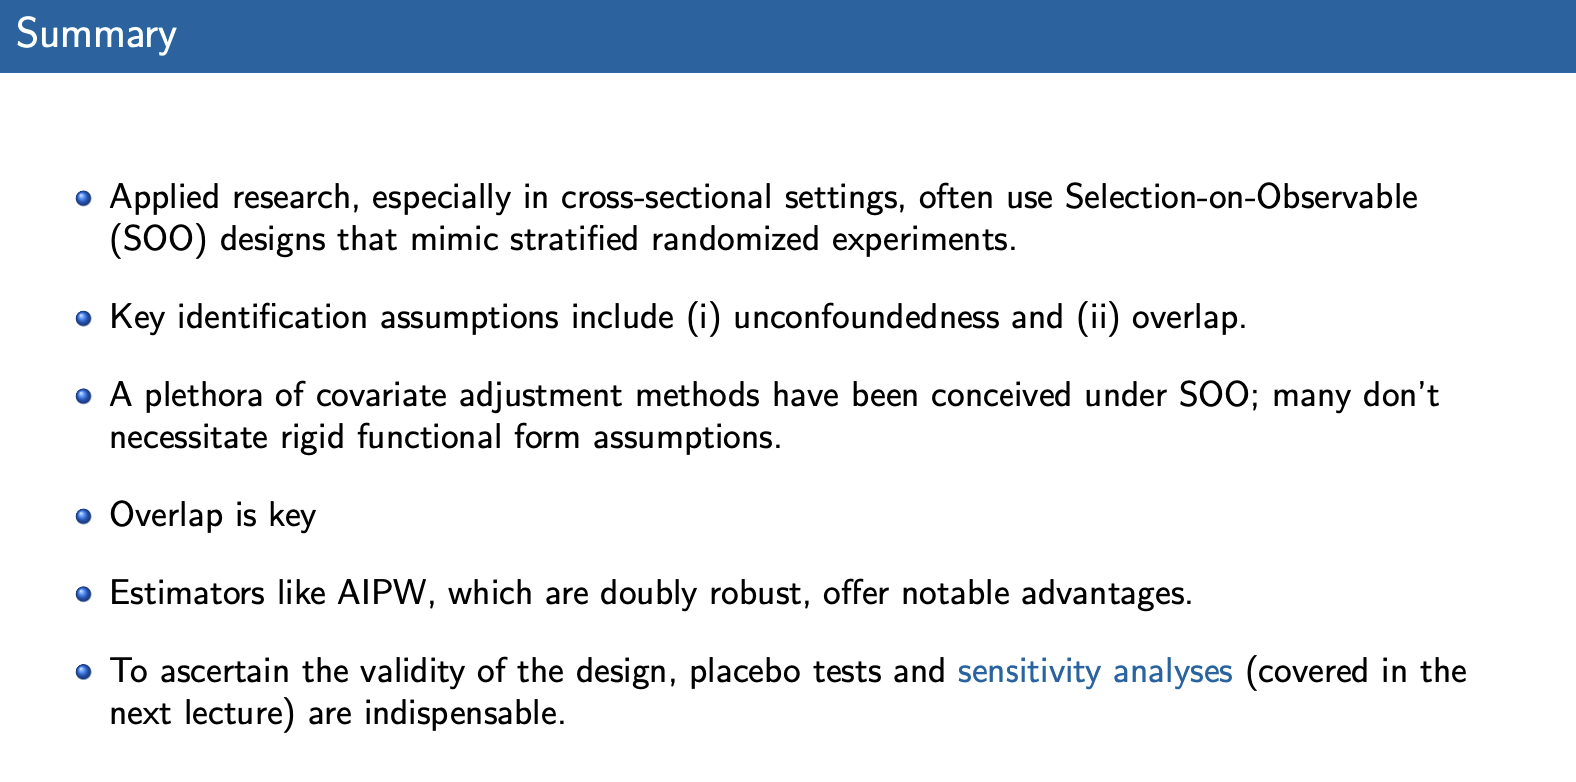 Summary
Applied research, especially in cross-sectional settings, often use Selection-on-Observable
(SOO) designs that mimic stratified randomized experiments.
Key identification assumptions include (i) unconfoundedness and (ii) overlap.
A plethora of covariate adjustment methods have been conceived under SOO; many don't
necessitate rigid functional form assumptions.
Overlap is key
Estimators like AIPW, which are doubly robust, offer notable advantages.
To ascertain the validity of the design, placebo tests and sensitivity analyses (covered in the
next lecture) are indispensable.